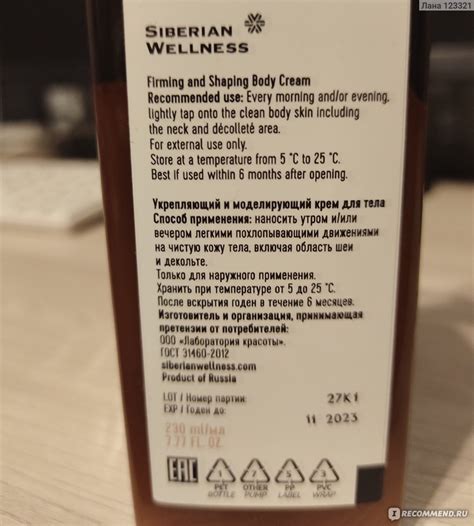 Лана 123321
SIBERIAN
WELLNESS
Firming and Shaping Body Cream
Recommended use: Every morning and/or evening,
lightly tap onto the clean body skin including
the neck and décolleté area.
For external use only.
Store at a temperature from 5 °C to 25 °C.
Best if used within 6 months after opening.
Укрепляющий и моделирующий крем для тела
Способ применения: наносить утром и/или
вечером легкими похлопывающими движениями
на чистую кожу тела, включая область шеи
и декольте.
Только для наружного применения.
Хранить при температуре от 5 до 25 °C.
После вскрытия годен в течение 6 месяцев.
Изготовитель и организация, принимающая
претензии от потребителей:
ООО «Лаборатория красоты».
ГОСТ 31460-2012
siberianwellness.com
Product of Russia
LOT / Номер партии: 27K1
EXP / Годен до: 11 2023
230 ml/мл
7.77 FL. OZ.
EAC 1 7 5 3
PET OTHER PP PVC
BOTTLE PUMP LABEL WRAP
IRECOMMEND.RU